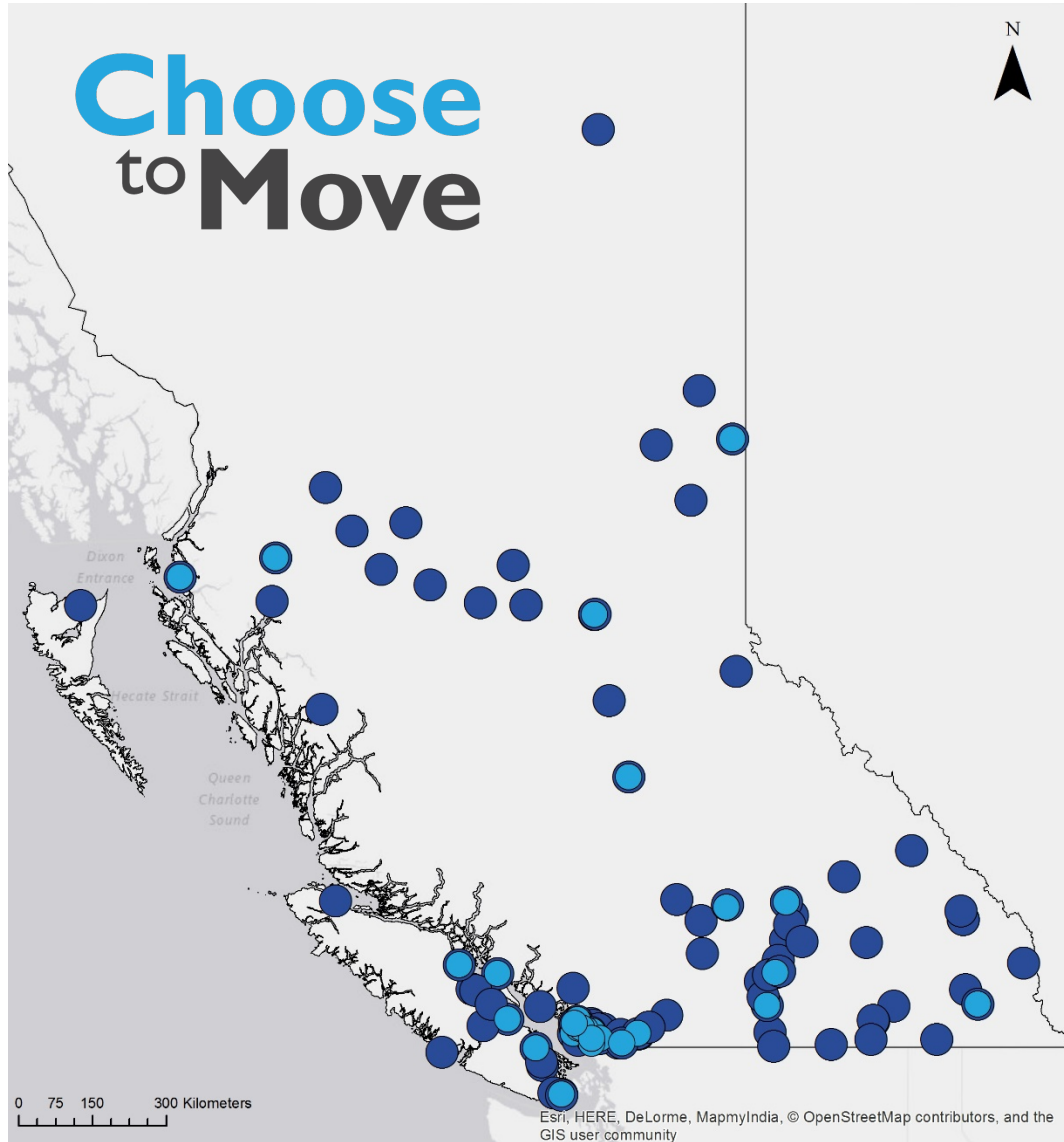 Choose
to Move
N
Dixon
Entrance
Hecate Strait
Queen
Charlotte
Sound
0 75 150 300 Kilometers
Esri, HERE, DeLorme, MapmyIndia, © OpenStreetMap contributors, and the
GIS user community